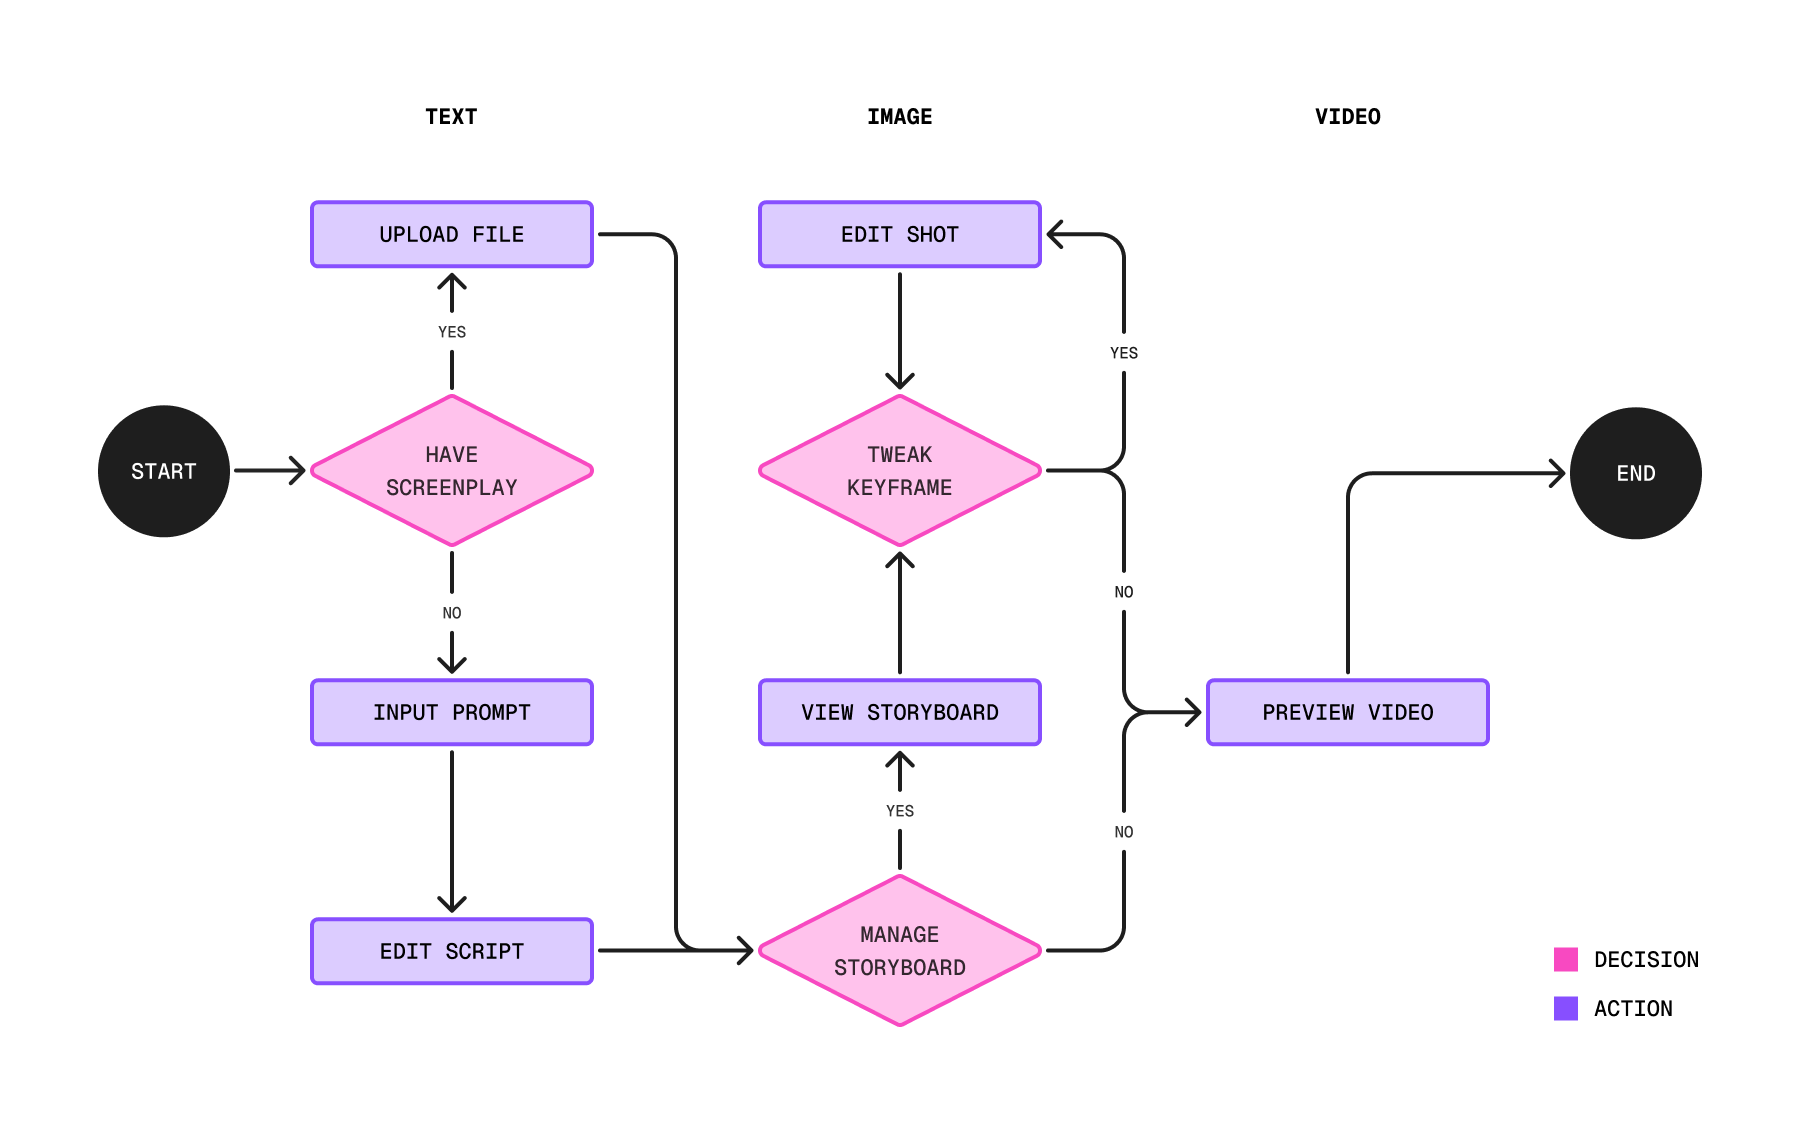 TEXT
IMAGE
VIDEO
UPLOAD FILE
EDIT SHOT
YES
YES
START
HAVE
SCREENPLAY
TWEAK
KEYFRAME
END
NO
NO
INPUT PROMPT
VIEW STORYBOARD
PREVIEW VIDEO
YES
NO
EDIT SCRIPT
MANAGE
STORYBOARD
DECISION
ACTION